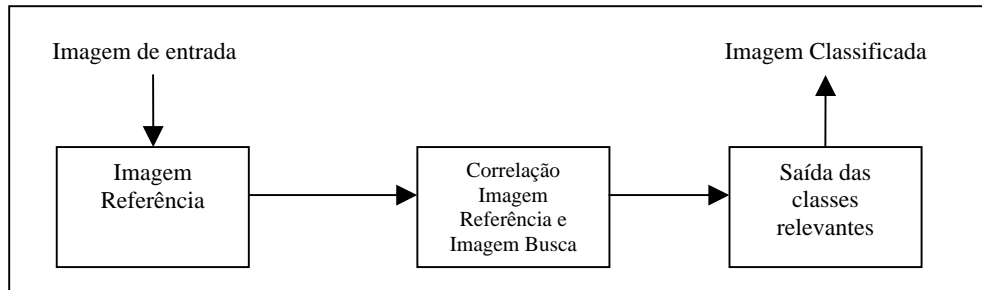 Imagem de entrada
Imagem Classificada
Imagem
Referência
Correlação
Imagem
Referência e
Imagem Busca
Saída das
classes
relevantes